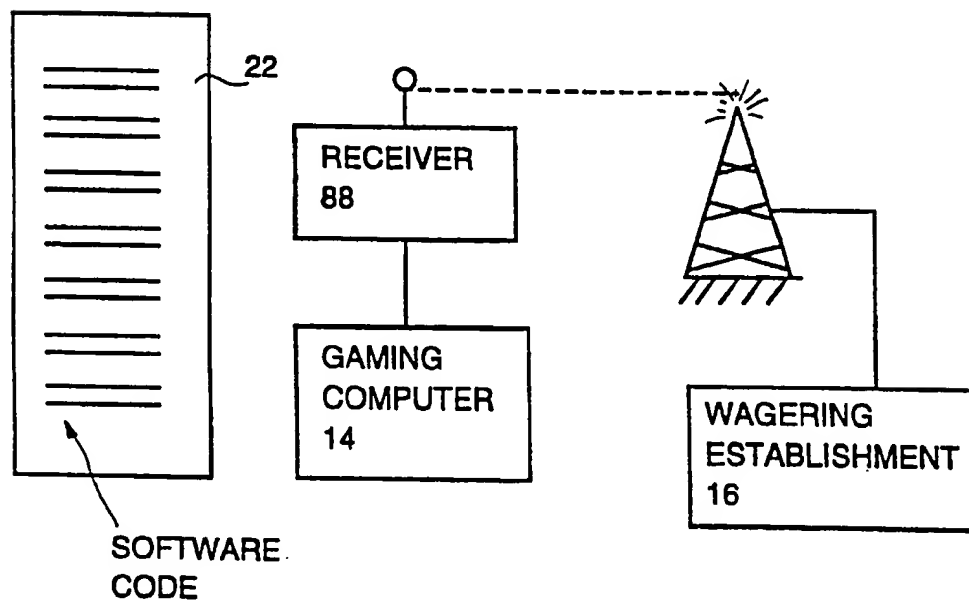 22
RECEIVER
88
GAMING
COMPUTER
14
WAGERING
ESTABLISHMENT
16
SOFTWARE
CODE